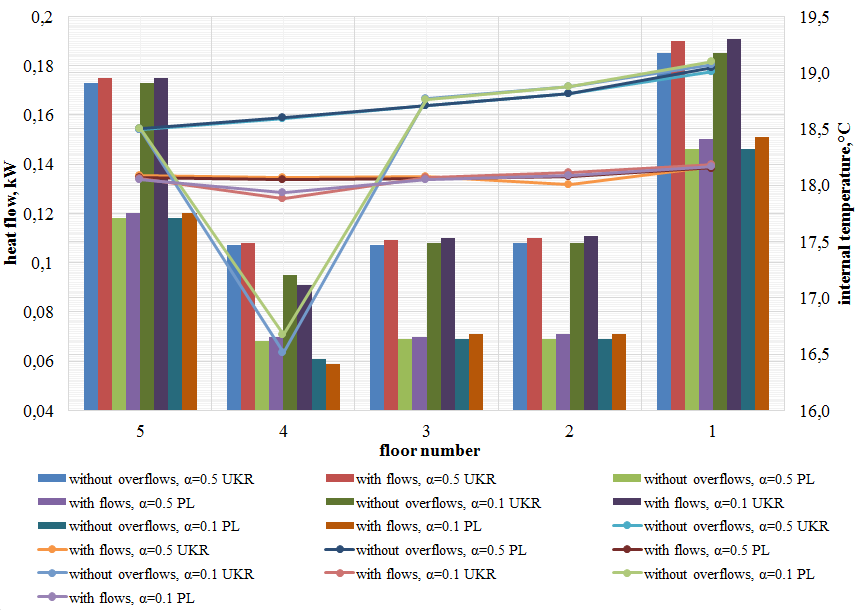 0,2
0,18
0,16
0,14
0,12
0,1
0,08
0,06
0,04
heat flow, kW
19,5
19,0
18,5
18,0
17,5
17,0
16,5
16,0
internal temperature,°C
5 4 3 2 1
floor number
without overflows, α=0.5 UKR with flows, α=0.5 UKR without overflows, α=0.5 PL
with flows, α=0.5 PL without overflows, α=0.1 UKR with flows, α=0.1 UKR
without overflows, α=0.1 PL with flows, α=0.1 PL without overflows, α=0.5 UKR
with flows, α=0.5 UKR without overflows, α=0.5 PL with flows, α=0.5 PL
without overflows, α=0.1 UKR with flows, α=0.1 UKR without overflows, α=0.1 PL
with flows, α=0.1 PL